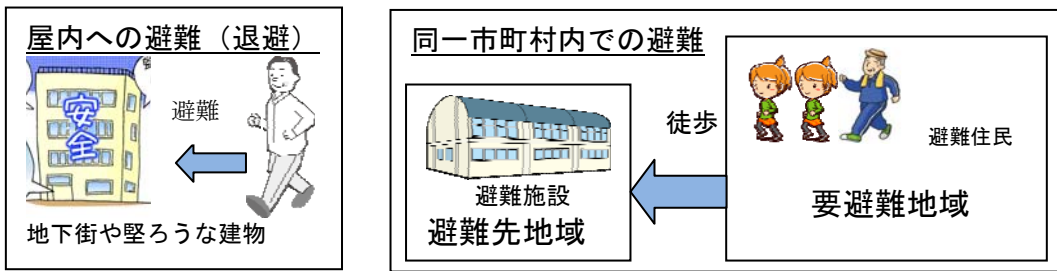 屋内への避難（退避）
安全
避難
地下街や堅ろうな建物
同一市町村内での避難
徒歩
避難住民
避難施設
避難先地域
要避難地域